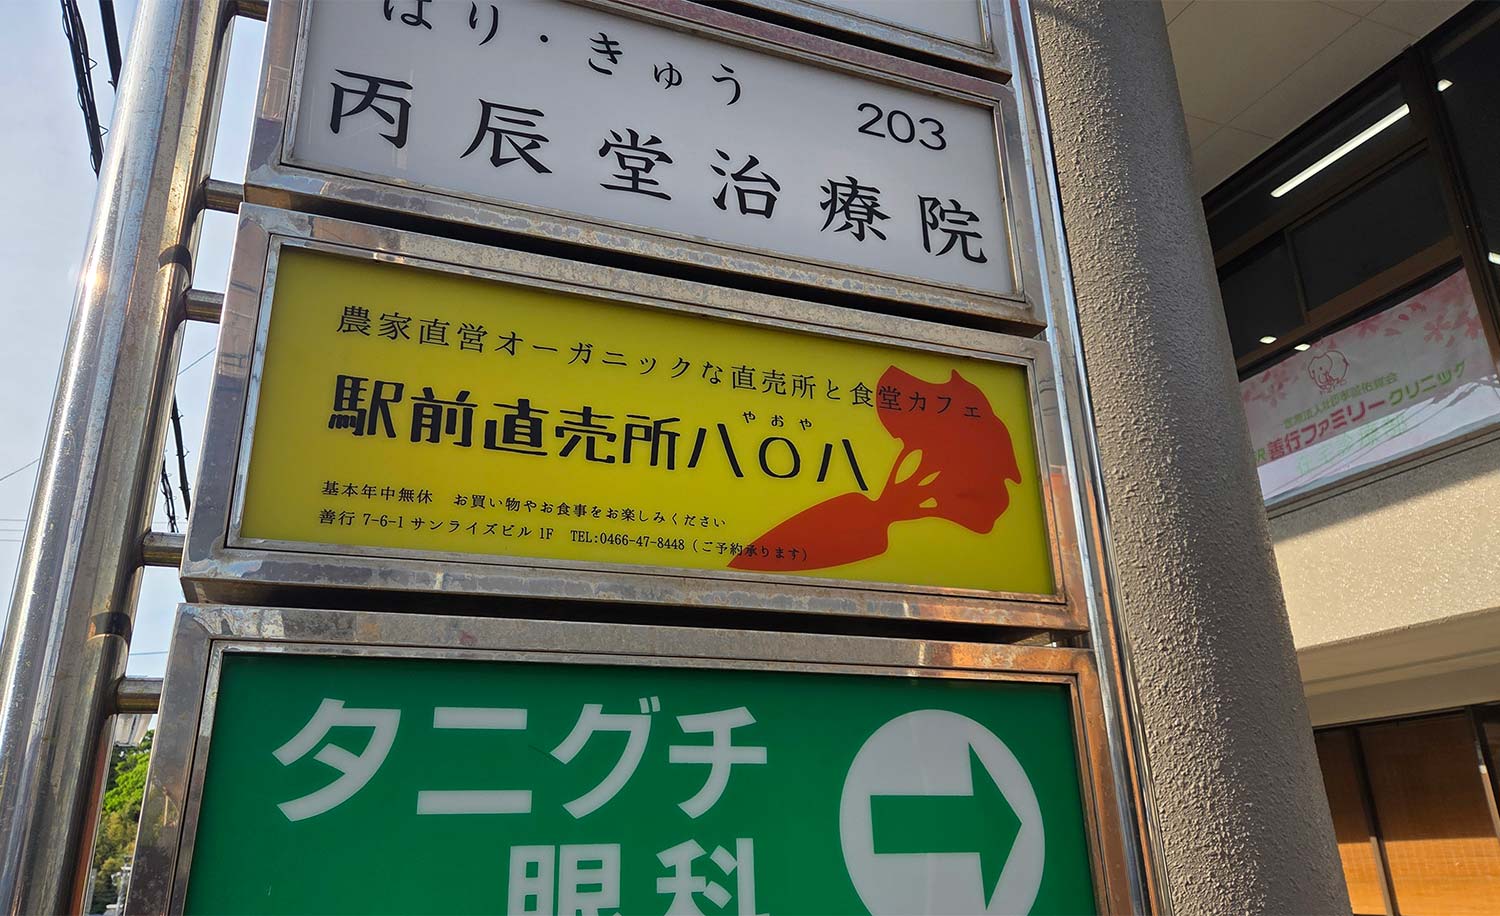 はり・きゅう 203
丙辰堂治療院
農家直営オーガニックな直売所と食堂カフェ
やおや
駅前直売所八〇八
基本年中無休 お買い物やお食事をお楽しみください
善行 7-6-1 サンライズビル 1F TEL:0466-47-8448（ご予約承ります）
タニグチ
眼科
善行ファミリークリニック